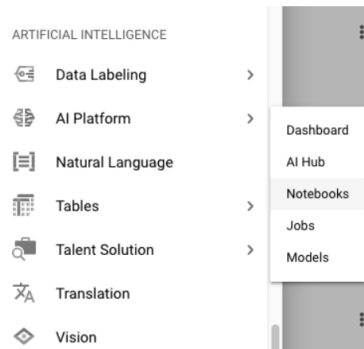 ARTIFICIAL INTELLIGENCE
Data Labeling
AI Platform
Natural Language
Tables
Talent Solution
Translation
Vision
Dashboard
AI Hub
Notebooks
Jobs
Models